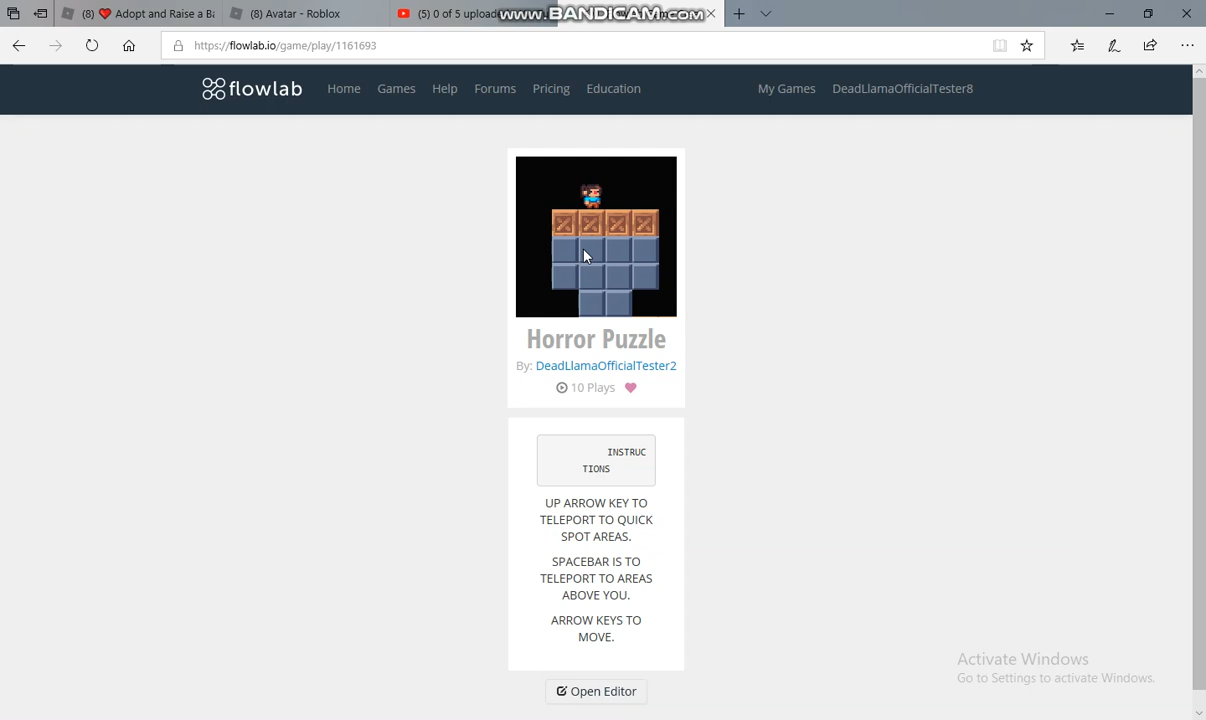 (8) ❤ Adopt and Raise a Ba
(8) Avatar - Roblox
(5) 0 of 5 upload
www.BANDICAM.com
https://flowlab.io/game/play/1161693
flowlab
Home
Games
Help
Forums
Pricing
Education
My Games
DeadLlamaOfficialTester8
Horror Puzzle
By: DeadLlamaOfficialTester2
10 Plays
INSTRUC
TIONS
UP ARROW KEY TO
TELEPORT TO QUICK
SPOT AREAS.
SPACEBAR IS TO
TELEPORT TO AREAS
ABOVE YOU.
ARROW KEYS TO
MOVE.
Open Editor
Activate Windows
Go to Settings to activate Windows.